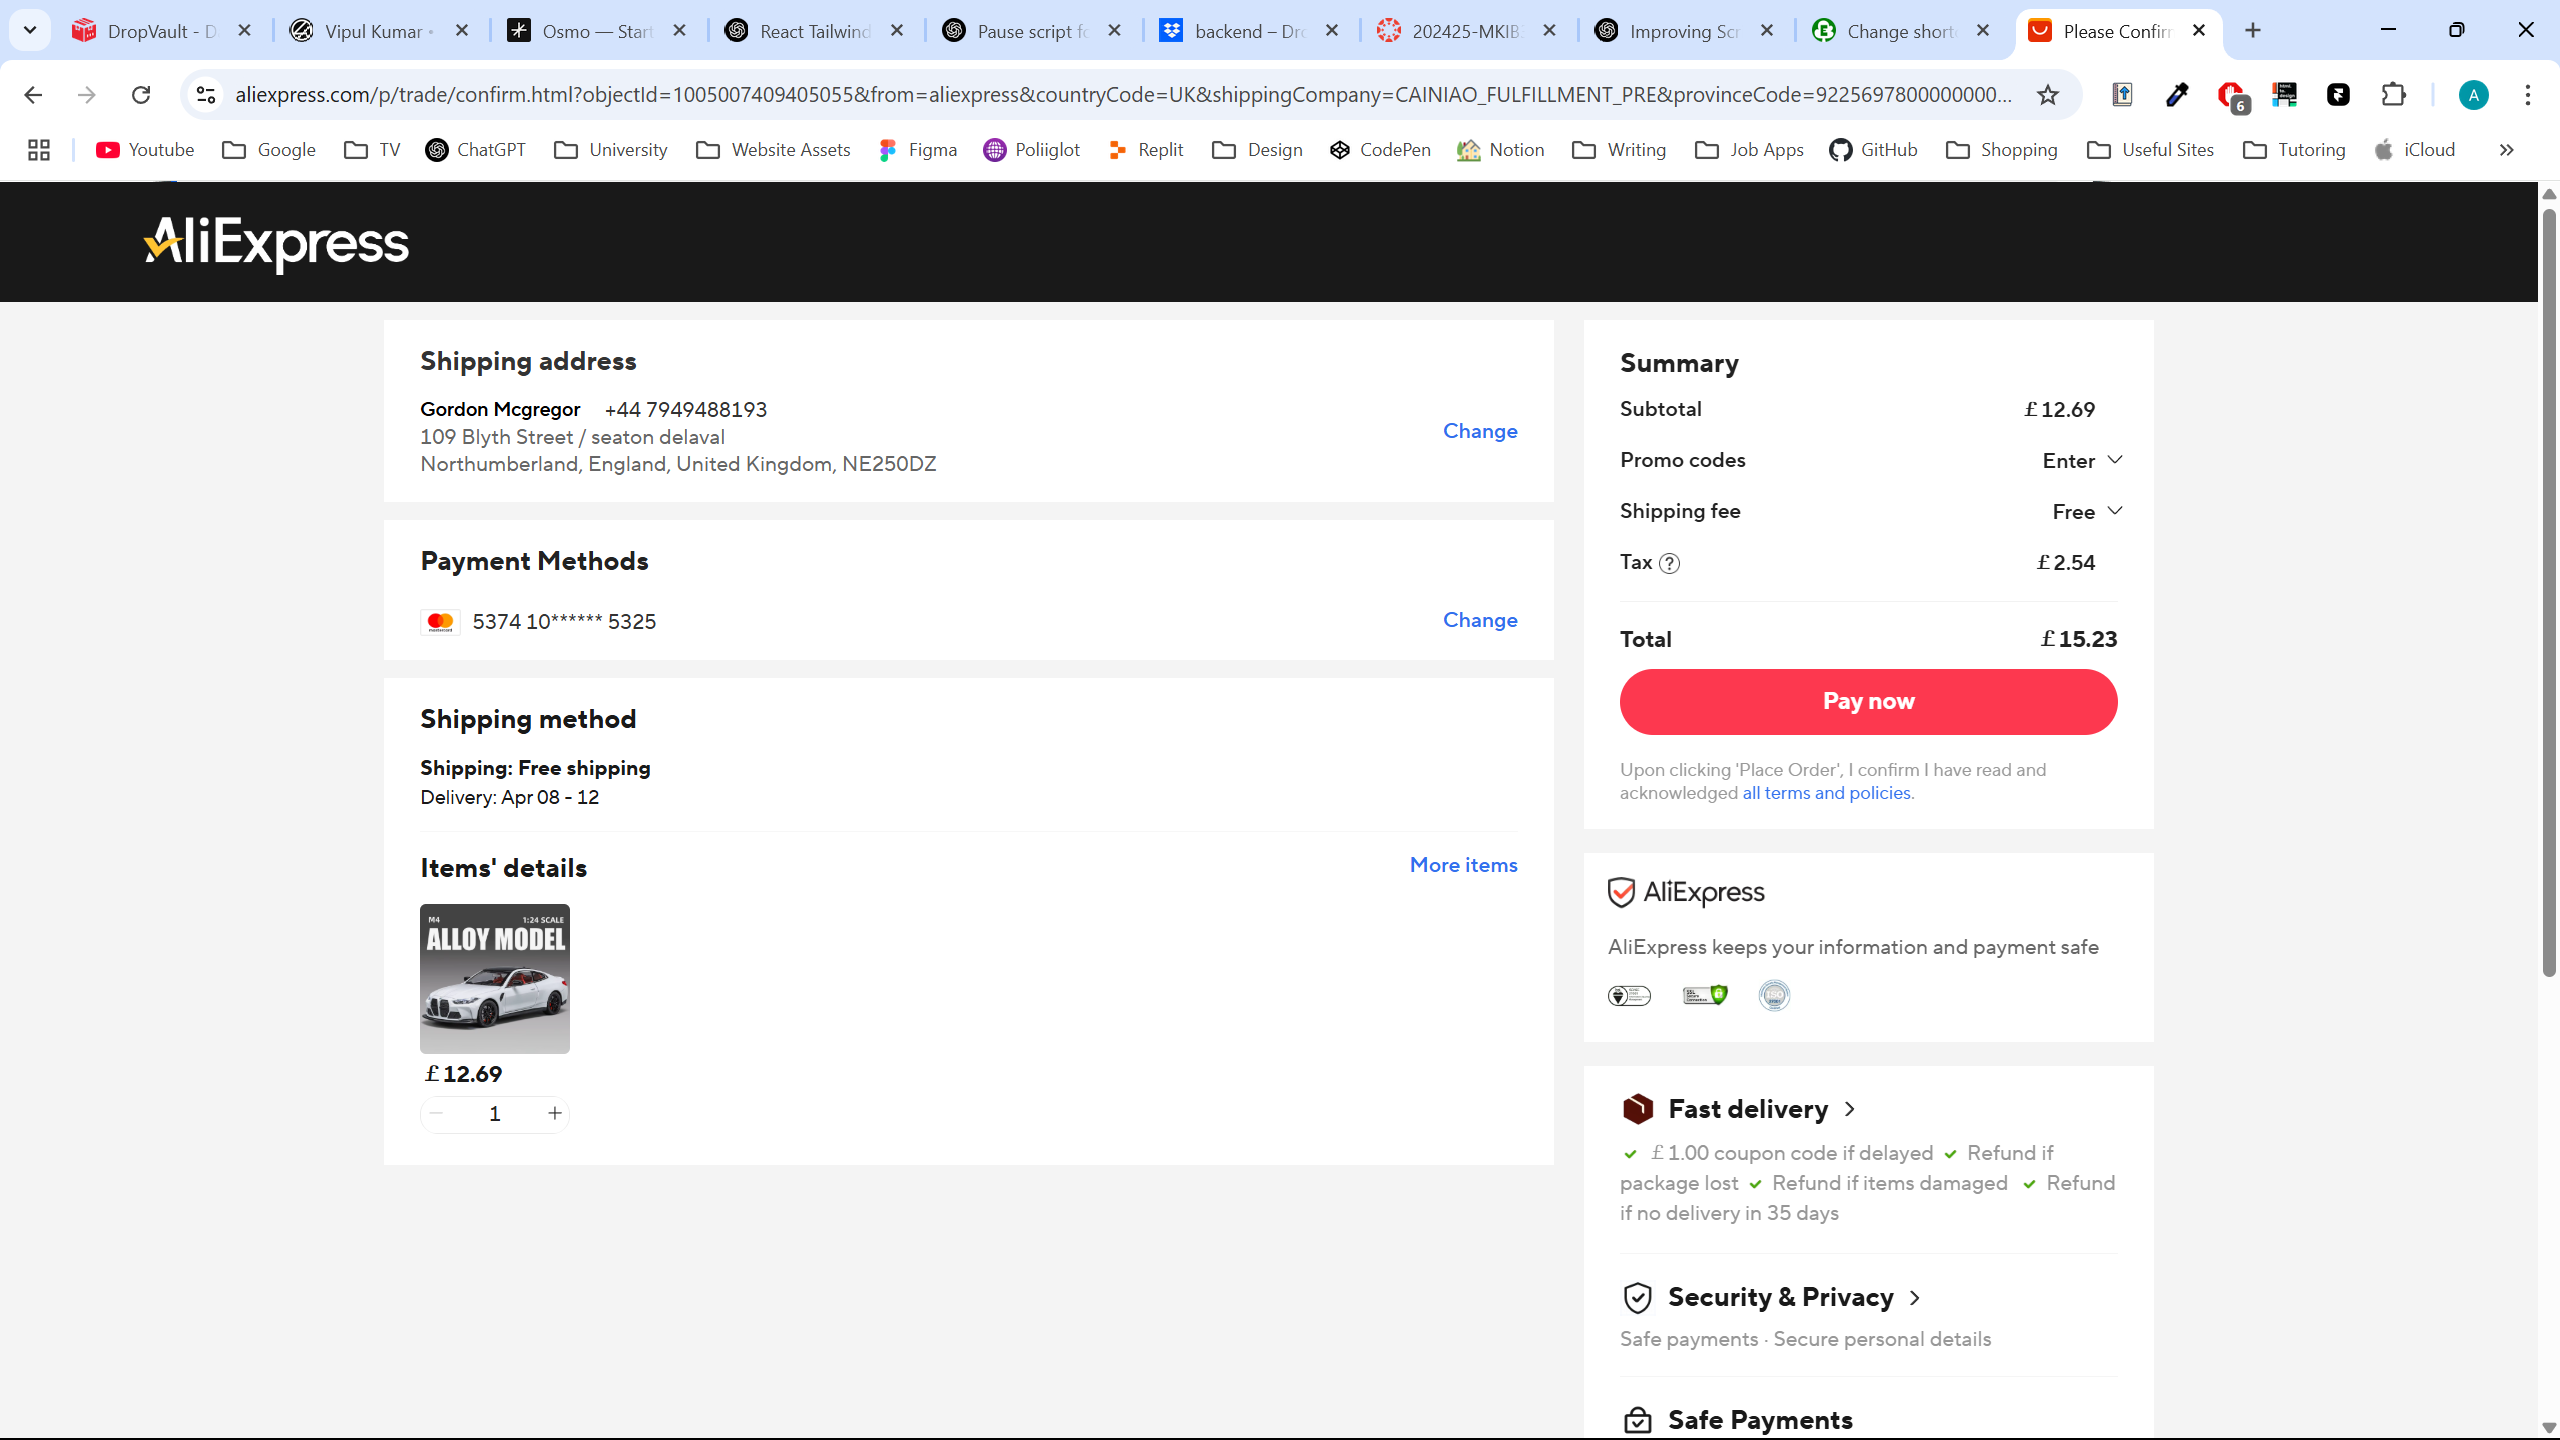 DropVault - D
Vipul Kumar •
Osmo — Start
React Tailwind
Pause script fo
backend – Dro
202425-MKIB
Improving Scr
Change short
Please Confirm
aliexpress.com/p/trade/confirm.html?objectId=1005007409405055&from=aliexpress&countryCode=UK&shippingCompany=CAINIAO_FULFILLMENT_PRE&provinceCode=9225697800000000...
6
A
Youtube
Google
TV
ChatGPT
University
Website Assets
Figma
Poliiglot
Replit
Design
CodePen
Notion
Writing
Job Apps
GitHub
Shopping
Useful Sites
Tutoring
iCloud
AliExpress
Shipping address
Gordon Mcgregor +44 7949488193
109 Blyth Street / seaton delaval
Northumberland, England, United Kingdom, NE250DZ
Change
Payment Methods
5374 10****** 5325
Change
Shipping method
Shipping: Free shipping
Delivery: Apr 08 - 12
Items' details
More items
M4 1:24 SCALE
ALLOY MODEL
£12.69
1
Summary
Subtotal £12.69
Promo codes Enter
Shipping fee Free
Tax ? £2.54
Total £15.23
Pay now
Upon clicking 'Place Order', I confirm I have read and
acknowledged all terms and policies.
AliExpress
AliExpress keeps your information and payment safe
Fast delivery
£1.00 coupon code if delayed Refund if
package lost Refund if items damaged Refund
if no delivery in 35 days
Security & Privacy
Safe payments · Secure personal details
Safe Payments